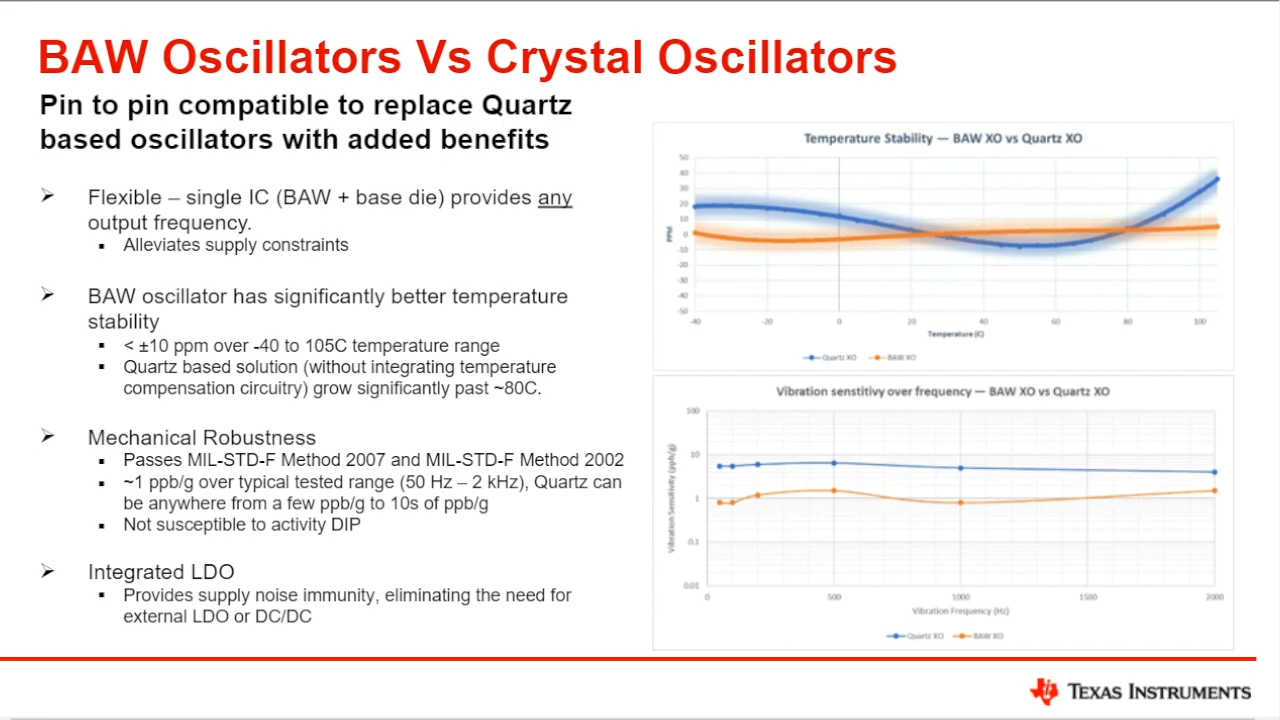 BAW Oscillators Vs Crystal Oscillators
Pin to pin compatible to replace Quartz
based oscillators with added benefits
➢ Flexible – single IC (BAW + base die) provides any
output frequency.
▪ Alleviates supply constraints
➢ BAW oscillator has significantly better temperature
stability
▪ < ±10 ppm over -40 to 105C temperature range
▪ Quartz based solution (without integrating temperature
compensation circuitry) grow significantly past ~80C.
➢ Mechanical Robustness
▪ Passes MIL-STD-F Method 2007 and MIL-STD-F Method 2002
▪ ~1 ppb/g over typical tested range (50 Hz – 2 kHz), Quartz can
be anywhere from a few ppb/g to 10s of ppb/g
▪ Not susceptible to activity DIP
➢ Integrated LDO
▪ Provides supply noise immunity, eliminating the need for
external LDO or DC/DC
Temperature Stability — BAW XO vs Quartz XO
50
40
30
20
10
0
-10
-20
-30
-40
-50
PPM
-40 -20 0 20 40 60 80 100
Temperature (C)
Quartz XO BAW XO
Vibration sensitivy over frequency — BAW XO vs Quartz XO
100
10
1
0.1
0.01
Vibration Sensitivity (ppb/g)
0 500 1000 1500 2000
Vibration Frequency (Hz)
Quartz XO BAW XO
TEXAS INSTRUMENTS